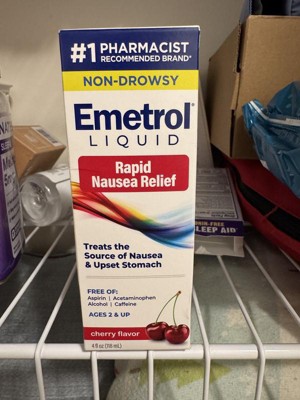 #1 PHARMACIST
RECOMMENDED BRAND*
NON-DROWSY
Emetrol®
LIQUID
Rapid
Nausea Relief
Treats the
Source of Nausea
& Upset Stomach
FREE OF:
Aspirin | Acetaminophen
Alcohol | Caffeine
AGES 2 & UP
cherry flavor
4 fl oz (118 mL)
SLEEP AID